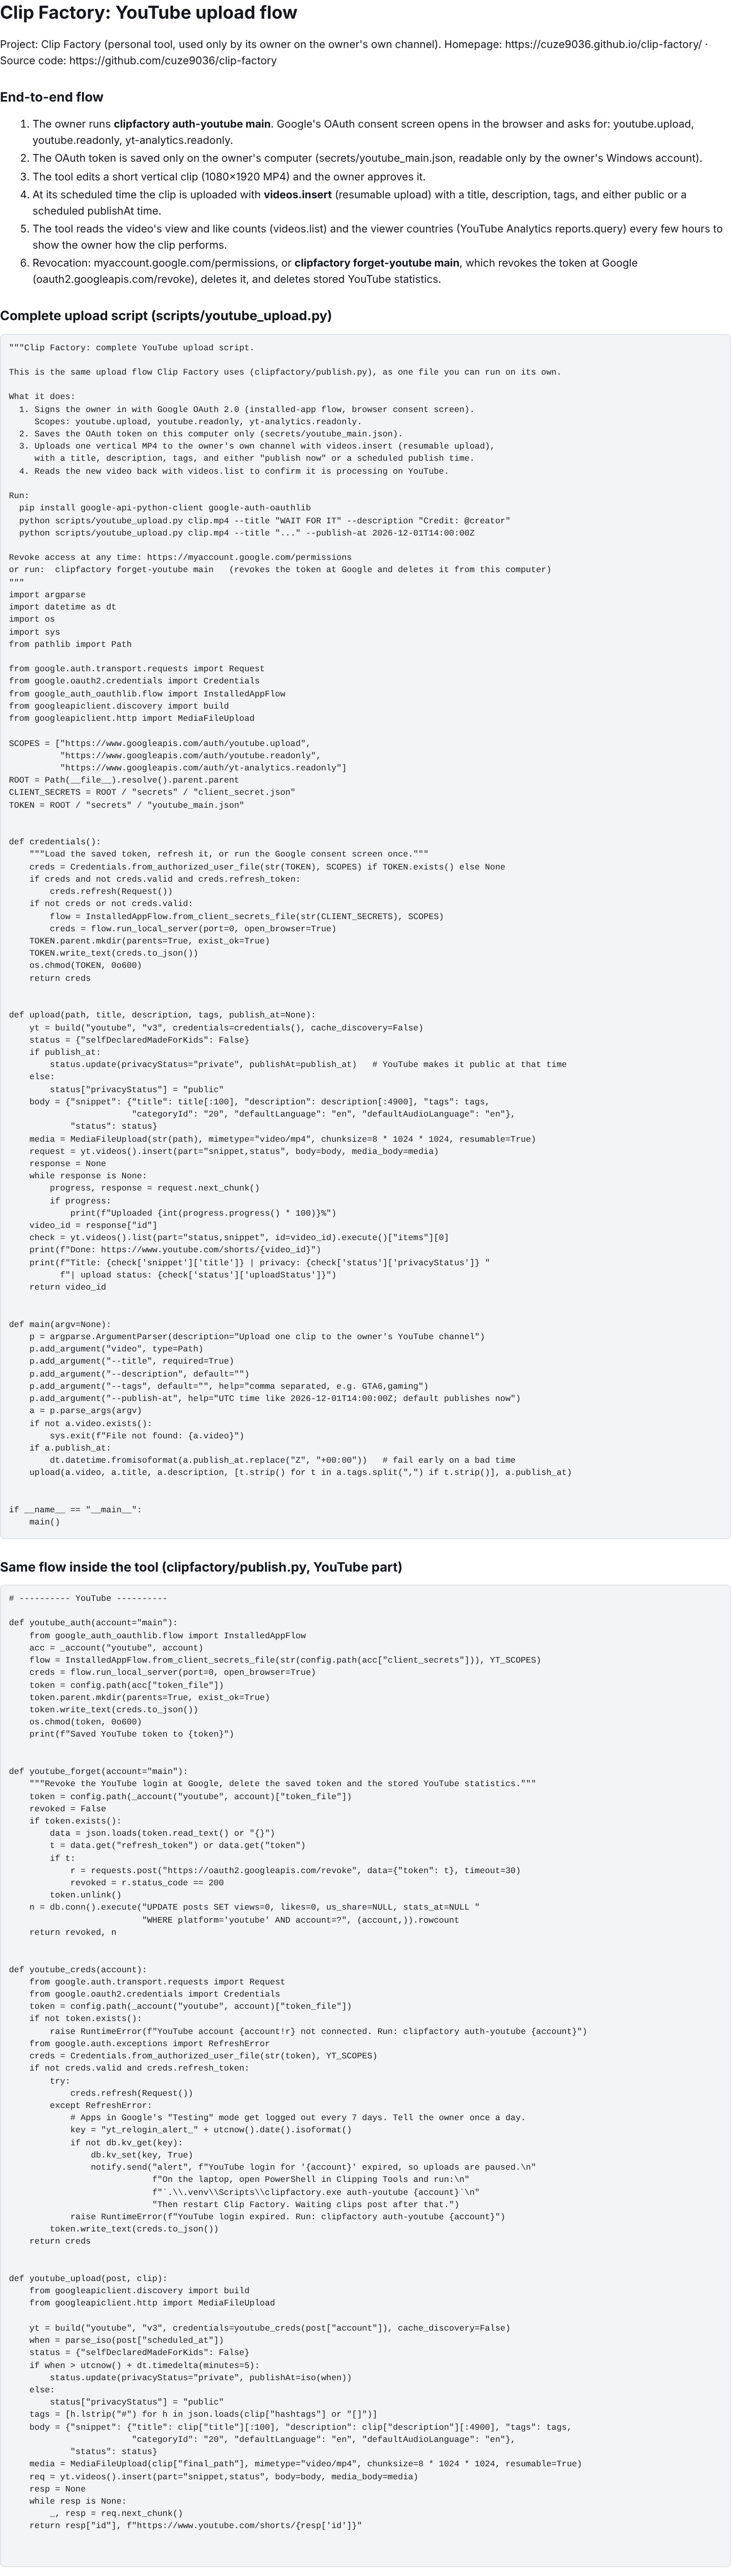 Clip Factory: YouTube upload flow
Project: Clip Factory (personal tool, used only by its owner on the owner's own channel). Homepage: https://cuze9036.github.io/clip-factory/ ·
Source code: https://github.com/cuze9036/clip-factory
End-to-end flow
1. The owner runs clipfactory auth-youtube main. Google's OAuth consent screen opens in the browser and asks for: youtube.upload,
youtube.readonly, yt-analytics.readonly.
2. The OAuth token is saved only on the owner's computer (secrets/youtube_main.json, readable only by the owner's Windows account).
3. The tool edits a short vertical clip (1080×1920 MP4) and the owner approves it.
4. At its scheduled time the clip is uploaded with videos.insert (resumable upload) with a title, description, tags, and either public or a
scheduled publishAt time.
5. The tool reads the video's view and like counts (videos.list) and the viewer countries (YouTube Analytics reports.query) every few hours to
show the owner how the clip performs.
6. Revocation: myaccount.google.com/permissions, or clipfactory forget-youtube main, which revokes the token at Google
(oauth2.googleapis.com/revoke), deletes it, and deletes stored YouTube statistics.
Complete upload script (scripts/youtube_upload.py)
"""Clip Factory: complete YouTube upload script.

This is the same upload flow Clip Factory uses (clipfactory/publish.py), as one file you can run on its own.

What it does:
  1. Signs the owner in with Google OAuth 2.0 (installed-app flow, browser consent screen).
     Scopes: youtube.upload, youtube.readonly, yt-analytics.readonly.
  2. Saves the OAuth token on this computer only (secrets/youtube_main.json).
  3. Uploads one vertical MP4 to the owner's own channel with videos.insert (resumable upload),
     with a title, description, tags, and either "publish now" or a scheduled publish time.
  4. Reads the new video back with videos.list to confirm it is processing on YouTube.

Run:
  pip install google-api-python-client google-auth-oauthlib
  python scripts/youtube_upload.py clip.mp4 --title "WAIT FOR IT" --description "Credit: @creator"
  python scripts/youtube_upload.py clip.mp4 --title "..." --publish-at 2026-12-01T14:00:00Z

Revoke access at any time: https://myaccount.google.com/permissions
or run:  clipfactory forget-youtube main   (revokes the token at Google and deletes it from this computer)
"""
import argparse
import datetime as dt
import os
import sys
from pathlib import Path

from google.auth.transport.requests import Request
from google.oauth2.credentials import Credentials
from google_auth_oauthlib.flow import InstalledAppFlow
from googleapiclient.discovery import build
from googleapiclient.http import MediaFileUpload

SCOPES = ["https://www.googleapis.com/auth/youtube.upload",
          "https://www.googleapis.com/auth/youtube.readonly",
          "https://www.googleapis.com/auth/yt-analytics.readonly"]
ROOT = Path(__file__).resolve().parent.parent
CLIENT_SECRETS = ROOT / "secrets" / "client_secret.json"
TOKEN = ROOT / "secrets" / "youtube_main.json"


def credentials():
    """Load the saved token, refresh it, or run the Google consent screen once."""
    creds = Credentials.from_authorized_user_file(str(TOKEN), SCOPES) if TOKEN.exists() else None
    if creds and not creds.valid and creds.refresh_token:
        creds.refresh(Request())
    if not creds or not creds.valid:
        flow = InstalledAppFlow.from_client_secrets_file(str(CLIENT_SECRETS), SCOPES)
        creds = flow.run_local_server(port=0, open_browser=True)
    TOKEN.parent.mkdir(parents=True, exist_ok=True)
    TOKEN.write_text(creds.to_json())
    os.chmod(TOKEN, 0o600)
    return creds


def upload(path, title, description, tags, publish_at=None):
    yt = build("youtube", "v3", credentials=credentials(), cache_discovery=False)
    status = {"selfDeclaredMadeForKids": False}
    if publish_at:
        status.update(privacyStatus="private", publishAt=publish_at)   # YouTube makes it public at that time
    else:
        status["privacyStatus"] = "public"
    body = {"snippet": {"title": title[:100], "description": description[:4900], "tags": tags,
                        "categoryId": "20", "defaultLanguage": "en", "defaultAudioLanguage": "en"},
            "status": status}
    media = MediaFileUpload(str(path), mimetype="video/mp4", chunksize=8 * 1024 * 1024, resumable=True)
    request = yt.videos().insert(part="snippet,status", body=body, media_body=media)
    response = None
    while response is None:
        progress, response = request.next_chunk()
        if progress:
            print(f"Uploaded {int(progress.progress() * 100)}%")
    video_id = response["id"]
    check = yt.videos().list(part="status,snippet", id=video_id).execute()["items"][0]
    print(f"Done: https://www.youtube.com/shorts/{video_id}")
    print(f"Title: {check['snippet']['title']} | privacy: {check['status']['privacyStatus']} "
          f"| upload status: {check['status']['uploadStatus']}")
    return video_id


def main(argv=None):
    p = argparse.ArgumentParser(description="Upload one clip to the owner's YouTube channel")
    p.add_argument("video", type=Path)
    p.add_argument("--title", required=True)
    p.add_argument("--description", default="")
    p.add_argument("--tags", default="", help="comma separated, e.g. GTA6,gaming")
    p.add_argument("--publish-at", help="UTC time like 2026-12-01T14:00:00Z; default publishes now")
    a = p.parse_args(argv)
    if not a.video.exists():
        sys.exit(f"File not found: {a.video}")
    if a.publish_at:
        dt.datetime.fromisoformat(a.publish_at.replace("Z", "+00:00"))   # fail early on a bad time
    upload(a.video, a.title, a.description, [t.strip() for t in a.tags.split(",") if t.strip()], a.publish_at)


if __name__ == "__main__":
    main()
Same flow inside the tool (clipfactory/publish.py, YouTube part)
# ---------- YouTube ----------

def youtube_auth(account="main"):
    from google_auth_oauthlib.flow import InstalledAppFlow
    acc = _account("youtube", account)
    flow = InstalledAppFlow.from_client_secrets_file(str(config.path(acc["client_secrets"])), YT_SCOPES)
    creds = flow.run_local_server(port=0, open_browser=True)
    token = config.path(acc["token_file"])
    token.parent.mkdir(parents=True, exist_ok=True)
    token.write_text(creds.to_json())
    os.chmod(token, 0o600)
    print(f"Saved YouTube token to {token}")


def youtube_forget(account="main"):
    """Revoke the YouTube login at Google, delete the saved token and the stored YouTube statistics."""
    token = config.path(_account("youtube", account)["token_file"])
    revoked = False
    if token.exists():
        data = json.loads(token.read_text() or "{}")
        t = data.get("refresh_token") or data.get("token")
        if t:
            r = requests.post("https://oauth2.googleapis.com/revoke", data={"token": t}, timeout=30)
            revoked = r.status_code == 200
        token.unlink()
    n = db.conn().execute("UPDATE posts SET views=0, likes=0, us_share=NULL, stats_at=NULL "
                          "WHERE platform='youtube' AND account=?", (account,)).rowcount
    return revoked, n


def youtube_creds(account):
    from google.auth.transport.requests import Request
    from google.oauth2.credentials import Credentials
    token = config.path(_account("youtube", account)["token_file"])
    if not token.exists():
        raise RuntimeError(f"YouTube account {account!r} not connected. Run: clipfactory auth-youtube {account}")
    from google.auth.exceptions import RefreshError
    creds = Credentials.from_authorized_user_file(str(token), YT_SCOPES)
    if not creds.valid and creds.refresh_token:
        try:
            creds.refresh(Request())
        except RefreshError:
            # Apps in Google's "Testing" mode get logged out every 7 days. Tell the owner once a day.
            key = "yt_relogin_alert_" + utcnow().date().isoformat()
            if not db.kv_get(key):
                db.kv_set(key, True)
                notify.send("alert", f"YouTube login for '{account}' expired, so uploads are paused.\n"
                            f"On the laptop, open PowerShell in Clipping Tools and run:\n"
                            f"`.\\.venv\\Scripts\\clipfactory.exe auth-youtube {account}`\n"
                            "Then restart Clip Factory. Waiting clips post after that.")
            raise RuntimeError(f"YouTube login expired. Run: clipfactory auth-youtube {account}")
        token.write_text(creds.to_json())
    return creds


def youtube_upload(post, clip):
    from googleapiclient.discovery import build
    from googleapiclient.http import MediaFileUpload

    yt = build("youtube", "v3", credentials=youtube_creds(post["account"]), cache_discovery=False)
    when = parse_iso(post["scheduled_at"])
    status = {"selfDeclaredMadeForKids": False}
    if when > utcnow() + dt.timedelta(minutes=5):
        status.update(privacyStatus="private", publishAt=iso(when))
    else:
        status["privacyStatus"] = "public"
    tags = [h.lstrip("#") for h in json.loads(clip["hashtags"] or "[]")]
    body = {"snippet": {"title": clip["title"][:100], "description": clip["description"][:4900], "tags": tags,
                        "categoryId": "20", "defaultLanguage": "en", "defaultAudioLanguage": "en"},
            "status": status}
    media = MediaFileUpload(clip["final_path"], mimetype="video/mp4", chunksize=8 * 1024 * 1024, resumable=True)
    req = yt.videos().insert(part="snippet,status", body=body, media_body=media)
    resp = None
    while resp is None:
        _, resp = req.next_chunk()
    return resp["id"], f"https://www.youtube.com/shorts/{resp['id']}"